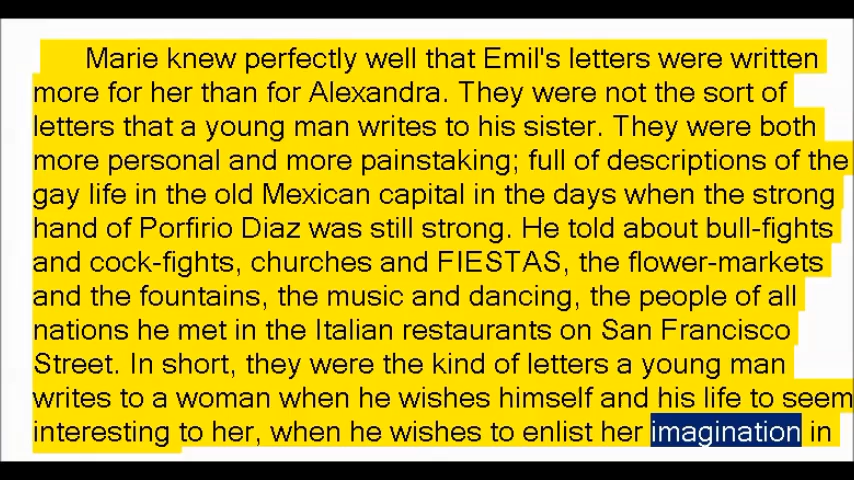 Marie knew perfectly well that Emil's letters were written
more for her than for Alexandra. They were not the sort of
letters that a young man writes to his sister. They were both
more personal and more painstaking; full of descriptions of the
gay life in the old Mexican capital in the days when the strong
hand of Porfirio Diaz was still strong. He told about bull-fights
and cock-fights, churches and FIESTAS, the flower-markets
and the fountains, the music and dancing, the people of all
nations he met in the Italian restaurants on San Francisco
Street. In short, they were the kind of letters a young man
writes to a woman when he wishes himself and his life to seem
interesting to her, when he wishes to enlist her imagination in